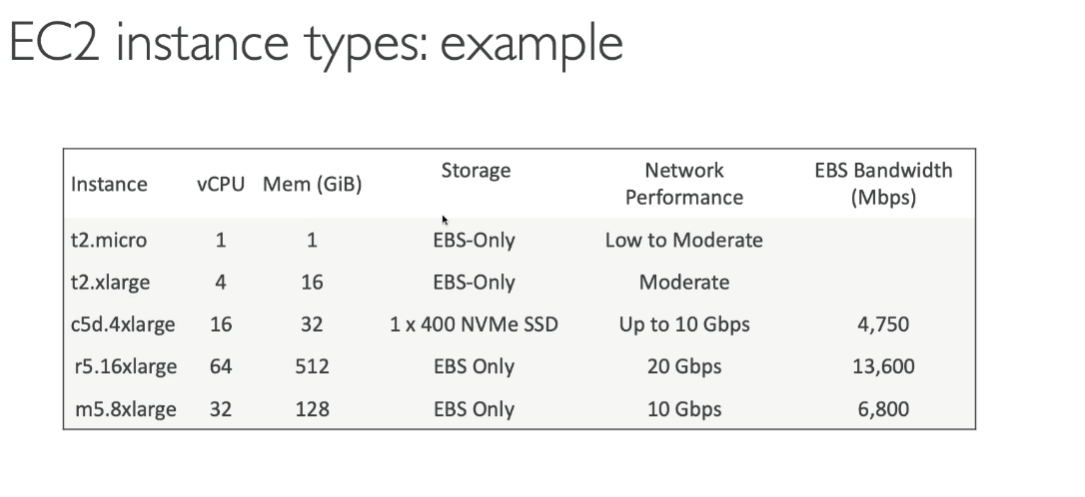 EC2 instance types: example
Instance vCPU Mem (GiB) Storage Network Performance EBS Bandwidth (Mbps)
t2.micro 1 1 EBS-Only Low to Moderate
t2.xlarge 4 16 EBS-Only Moderate
c5d.4xlarge 16 32 1 x 400 NVMe SSD Up to 10 Gbps 4,750
r5.16xlarge 64 512 EBS Only 20 Gbps 13,600
m5.8xlarge 32 128 EBS Only 10 Gbps 6,800